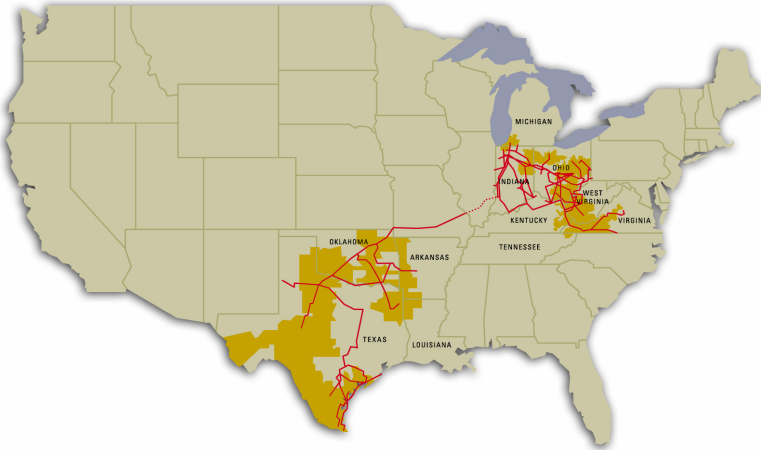 MICHIGAN
OHIO
INDIANA
WEST
VIRGINIA
KENTUCKY
VIRGINIA
OKLAHOMA
TENNESSEE
ARKANSAS
TEXAS
LOUISIANA